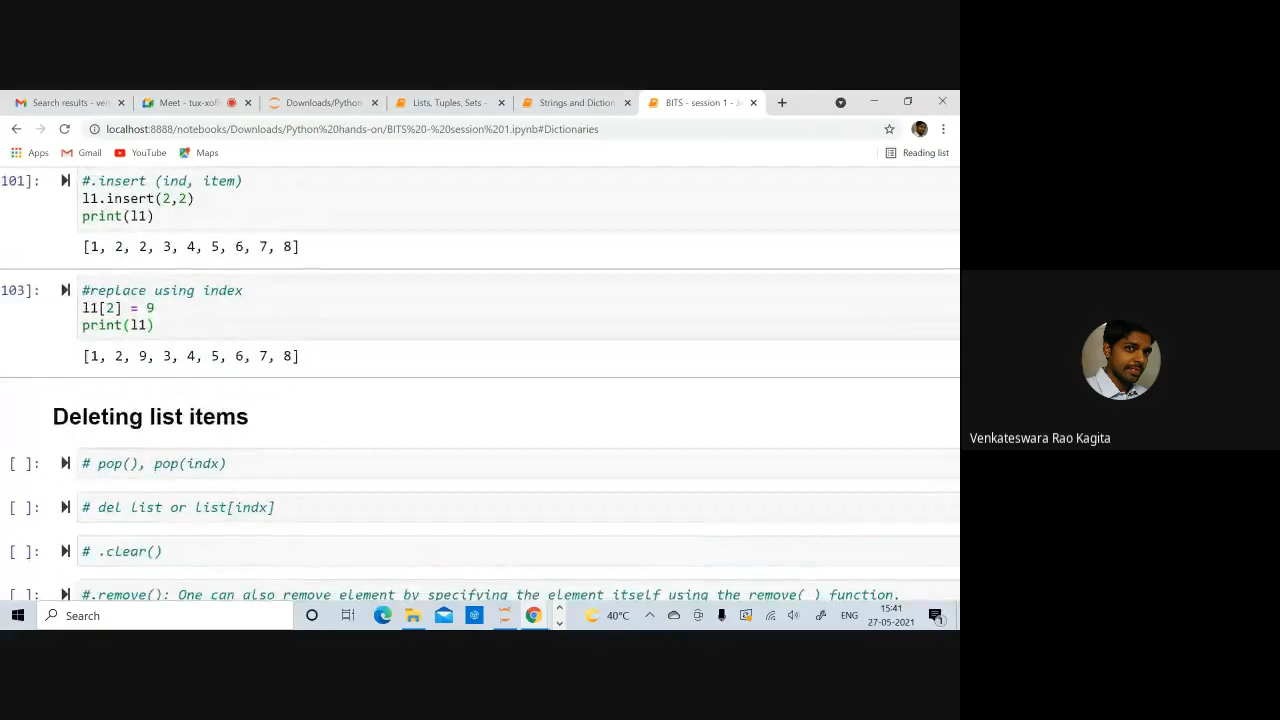 Search results - ver
Meet - tux-xof
Downloads/Python
Lists, Tuples, Sets -
Strings and Diction
BITS - session 1 - J
localhost:8888/notebooks/Downloads/Python%20hands-on/BITS%20-%20session%201.ipynb#Dictionaries
Apps
Gmail
YouTube
Maps
Reading list
101]:
#.insert (ind, item)
l1.insert(2,2)
print(l1)
[1, 2, 2, 3, 4, 5, 6, 7, 8]
103]:
#replace using index
l1[2] = 9
print(l1)
[1, 2, 9, 3, 4, 5, 6, 7, 8]
Deleting list items
[ ]:
# pop(), pop(indx)
[ ]:
# del list or list[indx]
[ ]:
# .clear()
[ ]:
#.remove(): One can also remove element by specifying the element itself using the remove( ) function.
Search
40°C
ENG
15:41
27-05-2021
1
Venkateswara Rao Kagita